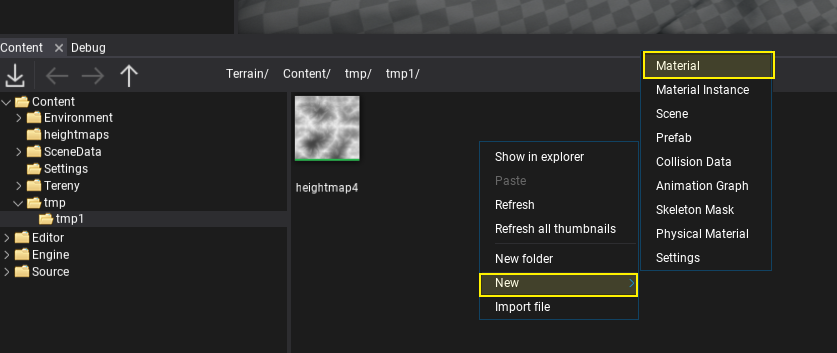 Content Debug
Terrain/ Content/ tmp/ tmp1/
Content
Environment
heightmaps
SceneData
Settings
Tereny
tmp
tmp1
Editor
Engine
Source
heightmap4
Show in explorer
Paste
Refresh
Refresh all thumbnails
New folder
New
Import file
Material
Material Instance
Scene
Prefab
Collision Data
Animation Graph
Skeleton Mask
Physical Material
Settings